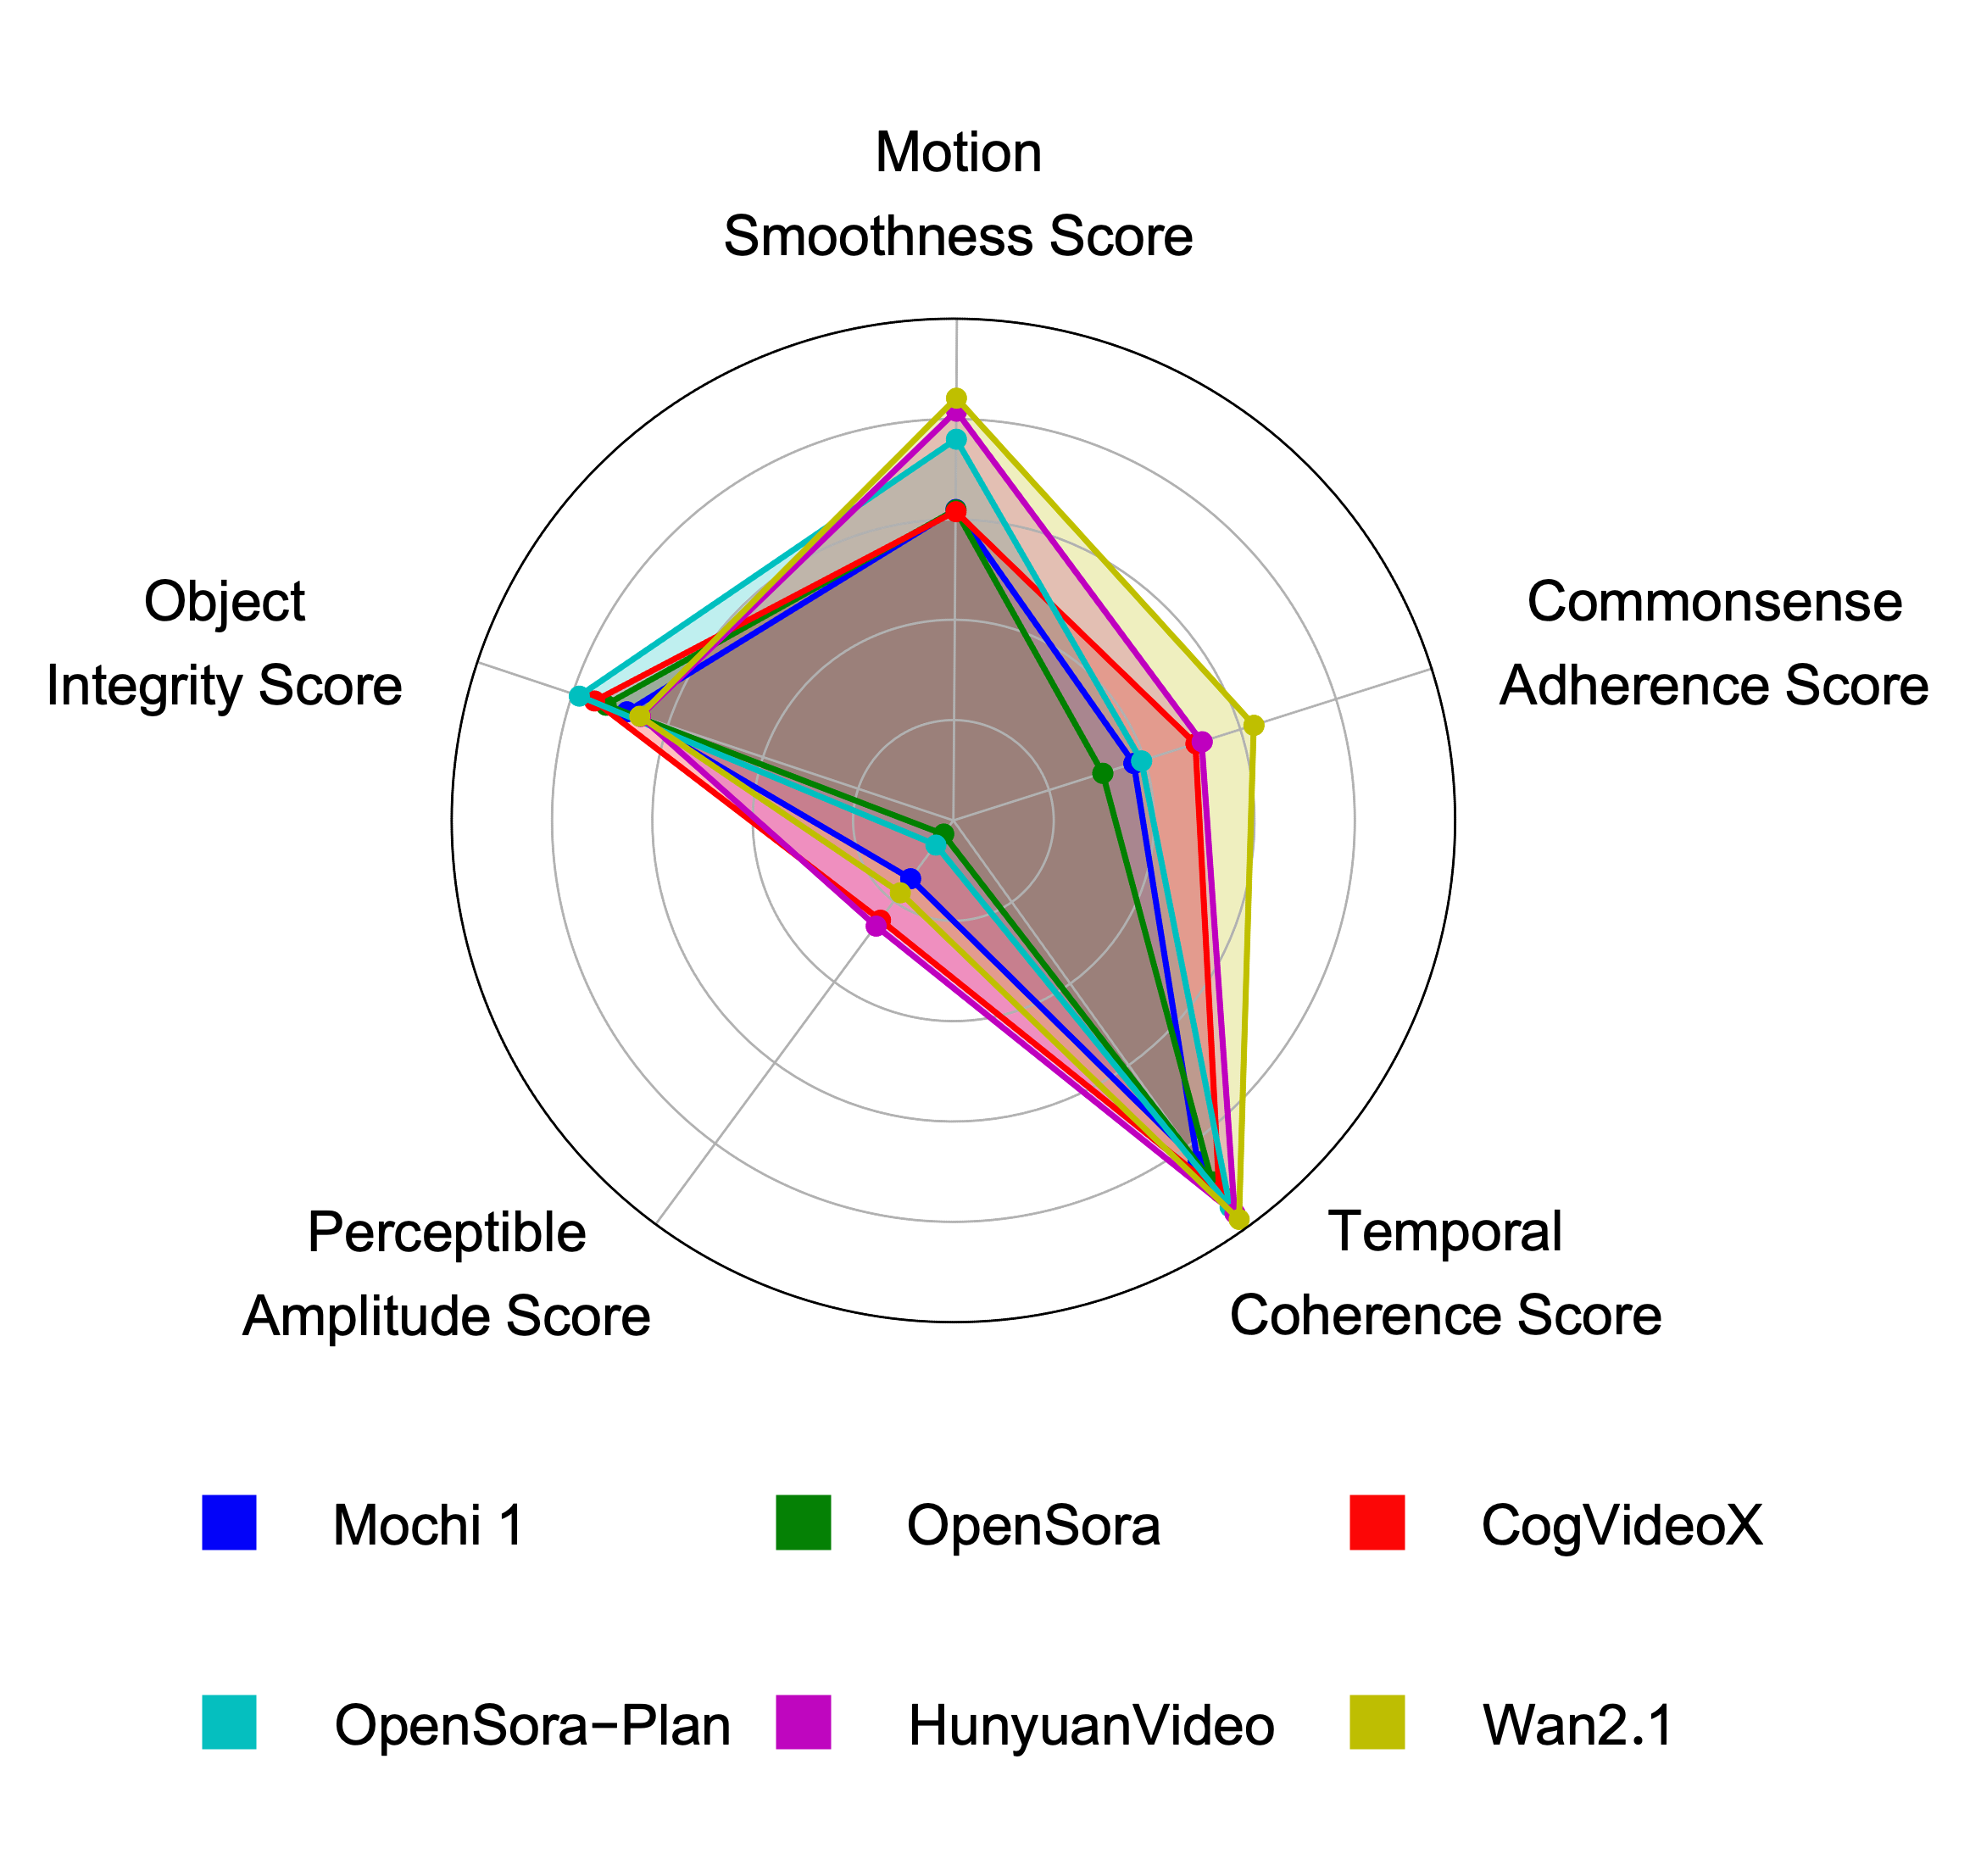 Motion
Smoothness Score
Object
Integrity Score
Commonsense
Adherence Score
Perceptible
Amplitude Score
Temporal
Coherence Score
Mochi 1
OpenSora
CogVideoX
OpenSora-Plan
HunyuanVideo
Wan2.1